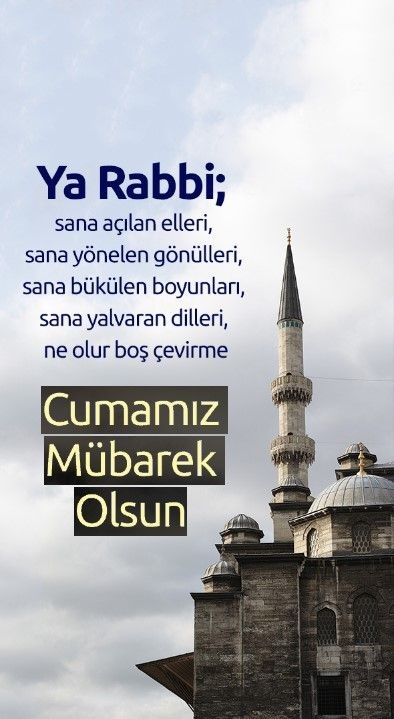 Ya Rabbi;
sana açılan elleri,
sana yönelen gönülleri,
sana bükülen boyunları,
sana yalvaran dilleri,
ne olur boş çevirme
Cumamız
Mübarek
Olsun